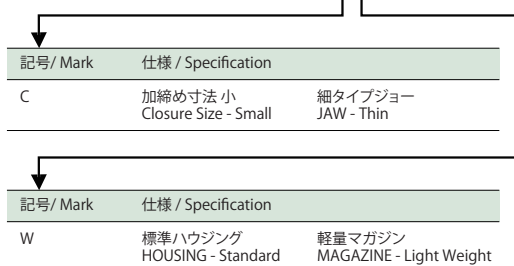 記号/ Mark 仕様 / Specification
C 加締め寸法 小 細タイプジョー
Closure Size - Small JAW - Thin
記号/ Mark 仕様 / Specification
W 標準ハウジング 軽量マガジン
HOUSING - Standard MAGAZINE - Light Weight